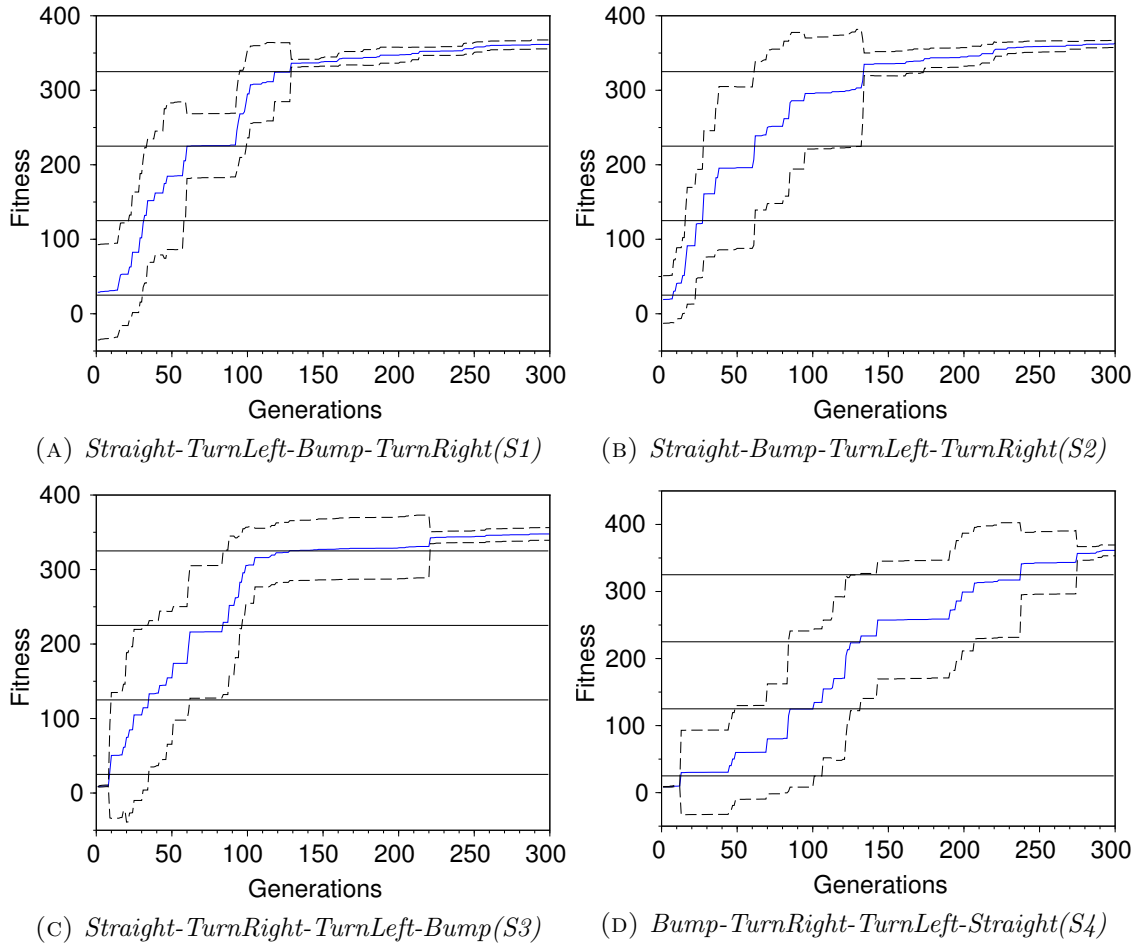 400
300
200
100
0
Fitness
0 50 100 150 200 250 300
Generations
(A) Straight-TurnLeft-Bump-TurnRight(S1)
400
300
200
100
0
Fitness
0 50 100 150 200 250 300
Generations
(B) Straight-Bump-TurnLeft-TurnRight(S2)
400
300
200
100
0
Fitness
0 50 100 150 200 250 300
Generations
(C) Straight-TurnRight-TurnLeft-Bump(S3)
400
300
200
100
0
Fitness
0 50 100 150 200 250 300
Generations
(D) Bump-TurnRight-TurnLeft-Straight(S4)